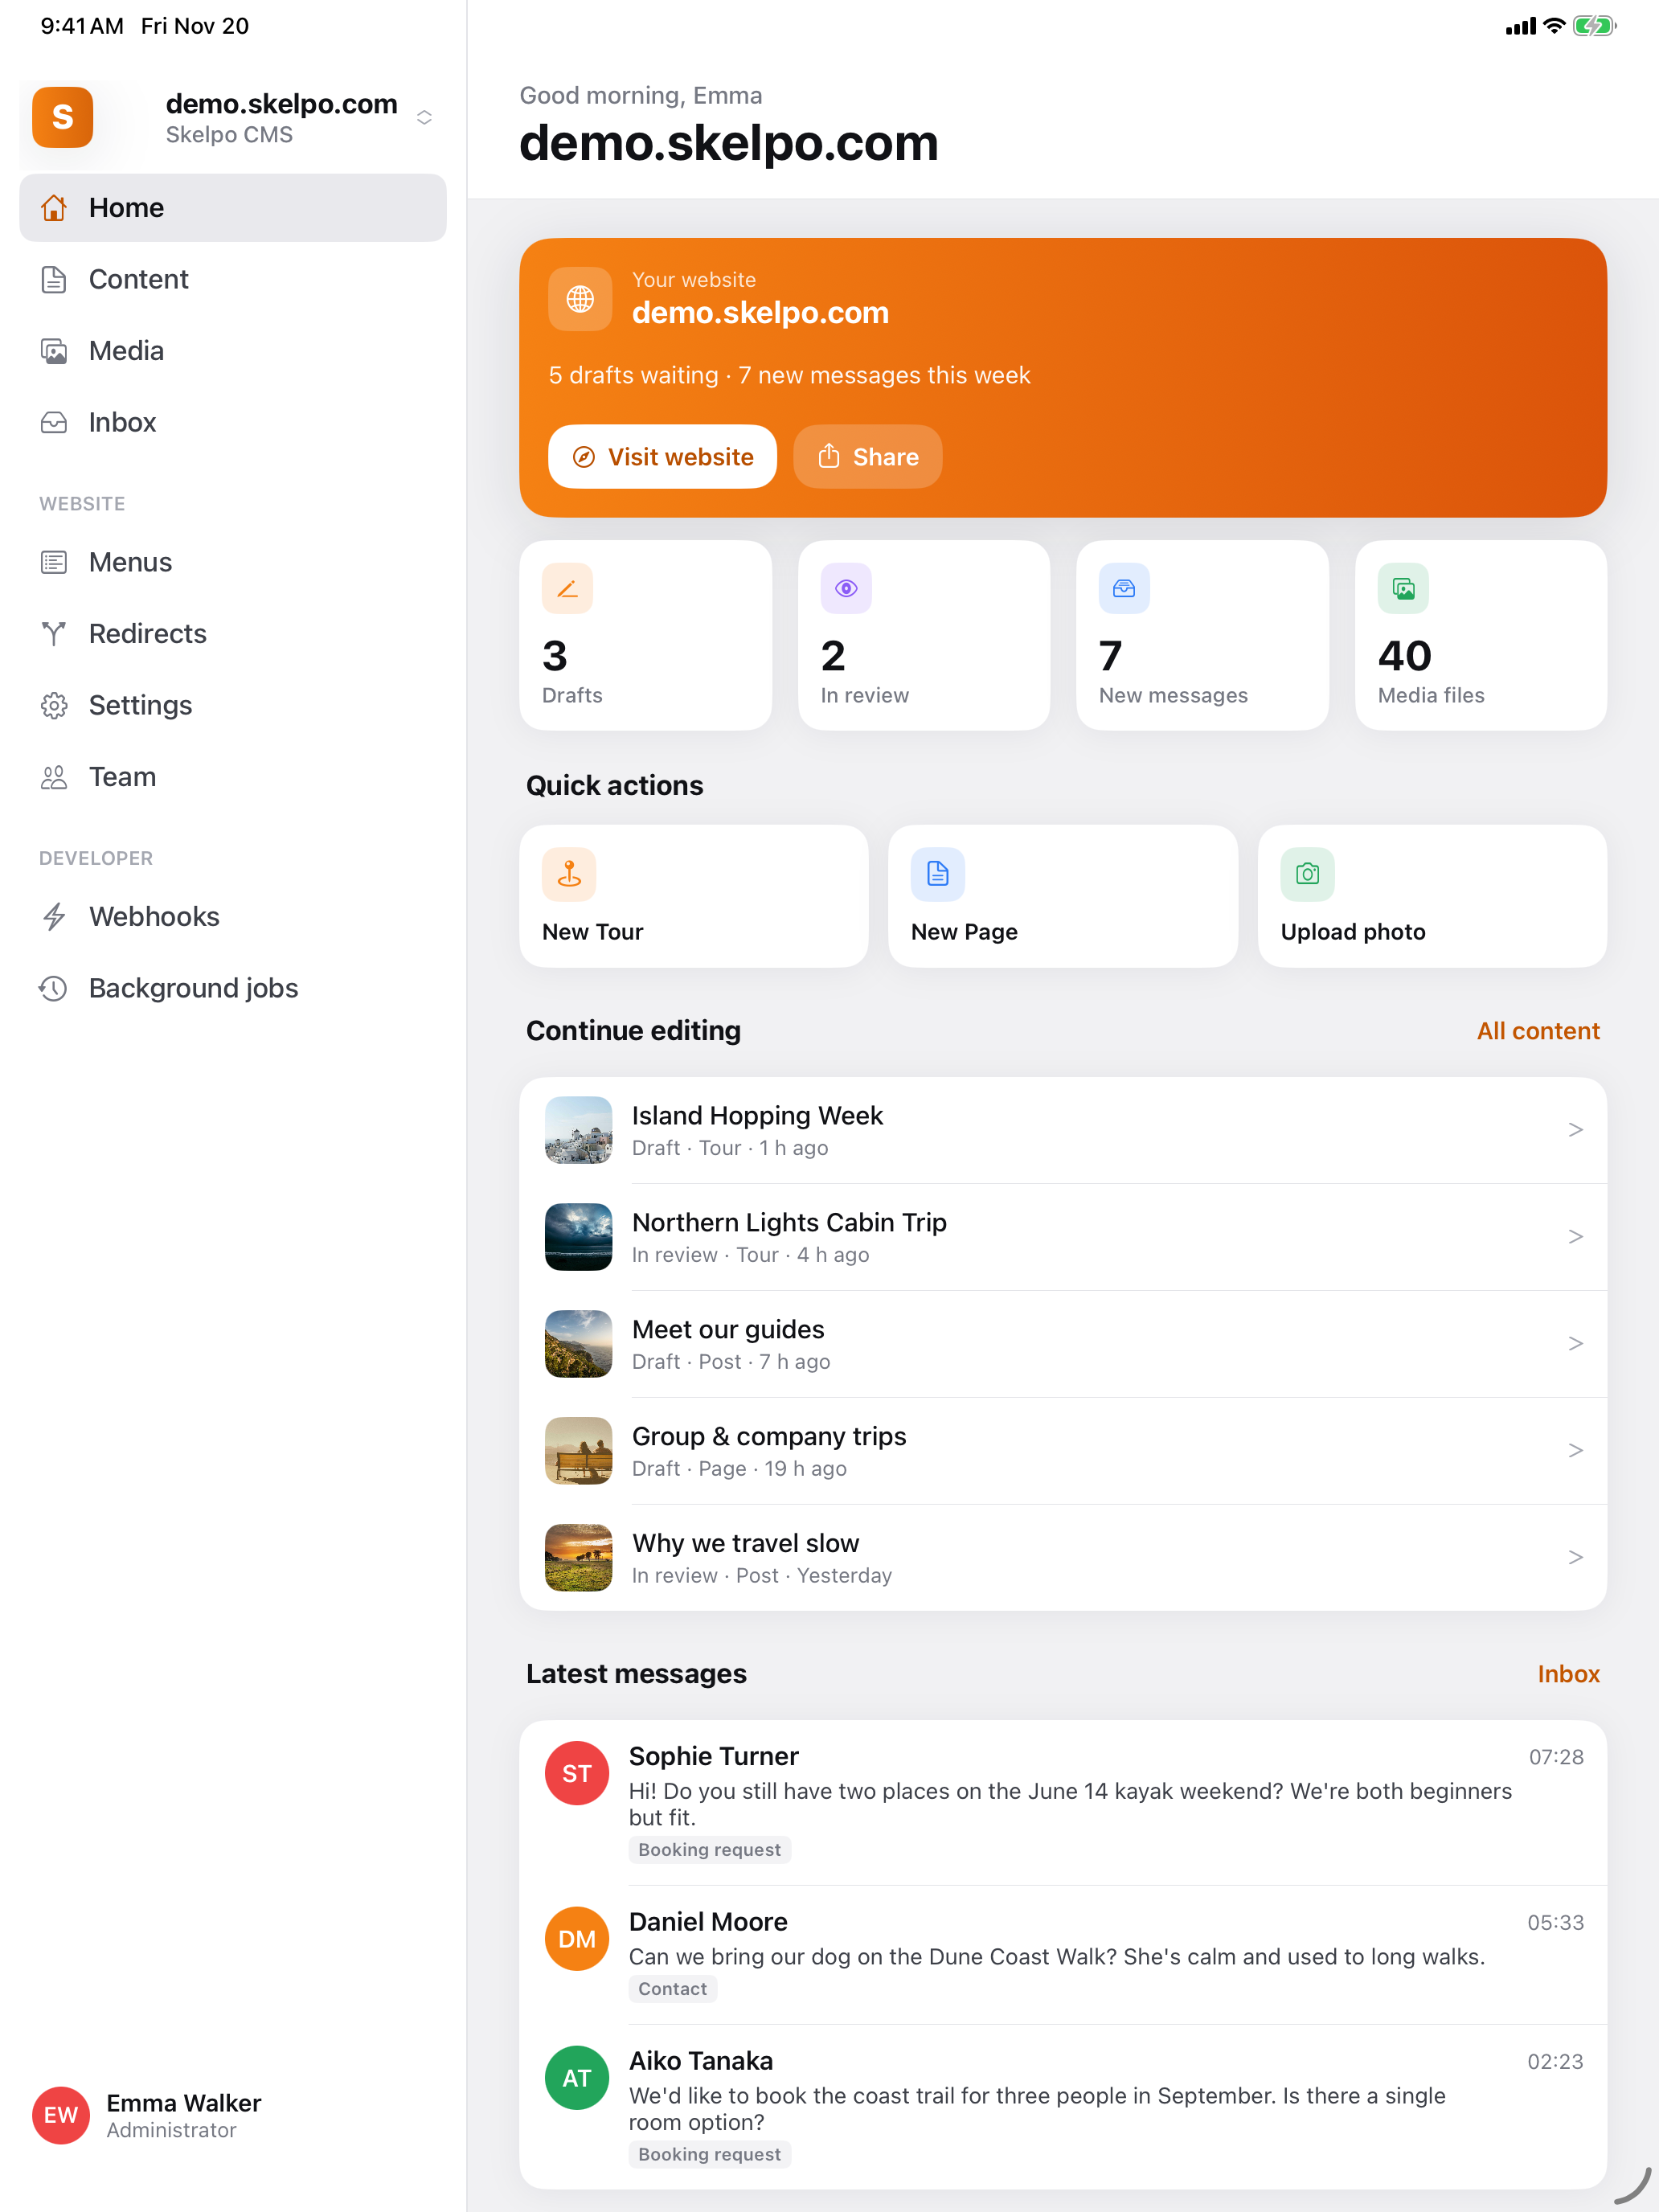 9:41 AM Fri Nov 20
S
demo.skelpo.com
Skelpo CMS
Home
Content
Media
Inbox
WEBSITE
Menus
Redirects
Settings
Team
DEVELOPER
Webhooks
Background jobs
EW
Emma Walker
Administrator
Good morning, Emma
demo.skelpo.com
Your website
demo.skelpo.com
5 drafts waiting · 7 new messages this week
Visit website
Share
3
Drafts
2
In review
7
New messages
40
Media files
Quick actions
New Tour
New Page
Upload photo
Continue editing
All content
Island Hopping Week
Draft · Tour · 1 h ago
Northern Lights Cabin Trip
In review · Tour · 4 h ago
Meet our guides
Draft · Post · 7 h ago
Group & company trips
Draft · Page · 19 h ago
Why we travel slow
In review · Post · Yesterday
Latest messages
Inbox
ST
Sophie Turner
07:28
Hi! Do you still have two places on the June 14 kayak weekend? We're both beginners
but fit.
Booking request
DM
Daniel Moore
05:33
Can we bring our dog on the Dune Coast Walk? She's calm and used to long walks.
Contact
AT
Aiko Tanaka
02:23
We'd like to book the coast trail for three people in September. Is there a single
room option?
Booking request